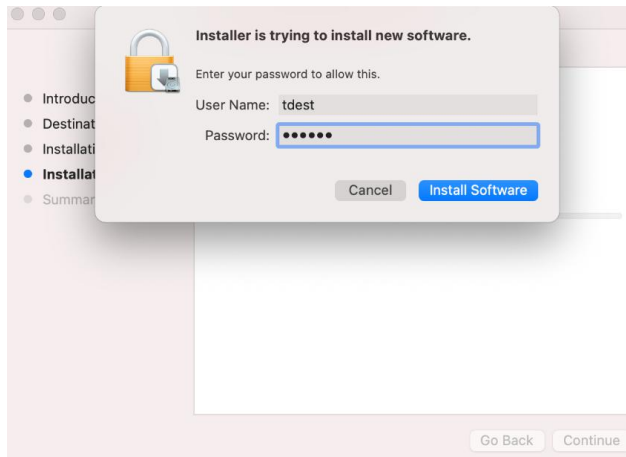 Installer is trying to install new software.
Enter your password to allow this.
User Name: tdest
Password: ••••••
Cancel
Install Software
Introduc
Destinat
Installati
Installat
Summar
Go Back
Continue